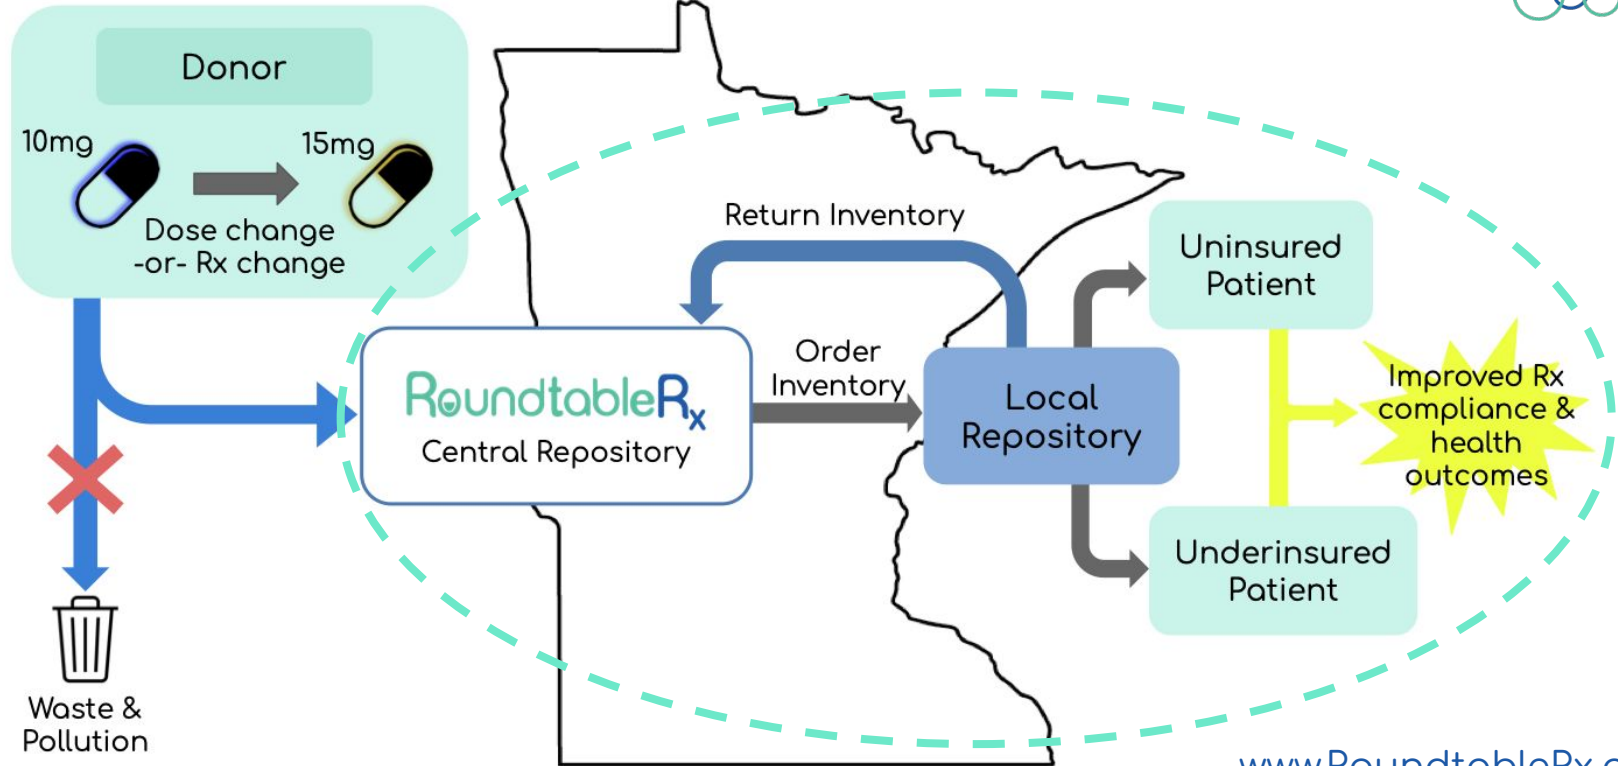 Donor
10mg
15mg
Dose change
-or- Rx change
Return Inventory
Uninsured
Patient
Order
Inventory
RoundtableRx
Central Repository
Local
Repository
Improved Rx
compliance &
health
outcomes
Underinsured
Patient
Waste &
Pollution